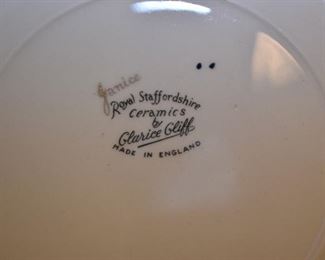 Janice
Royal Staffordshire
Ceramics
by
Clarice Cliff
MADE IN ENGLAND